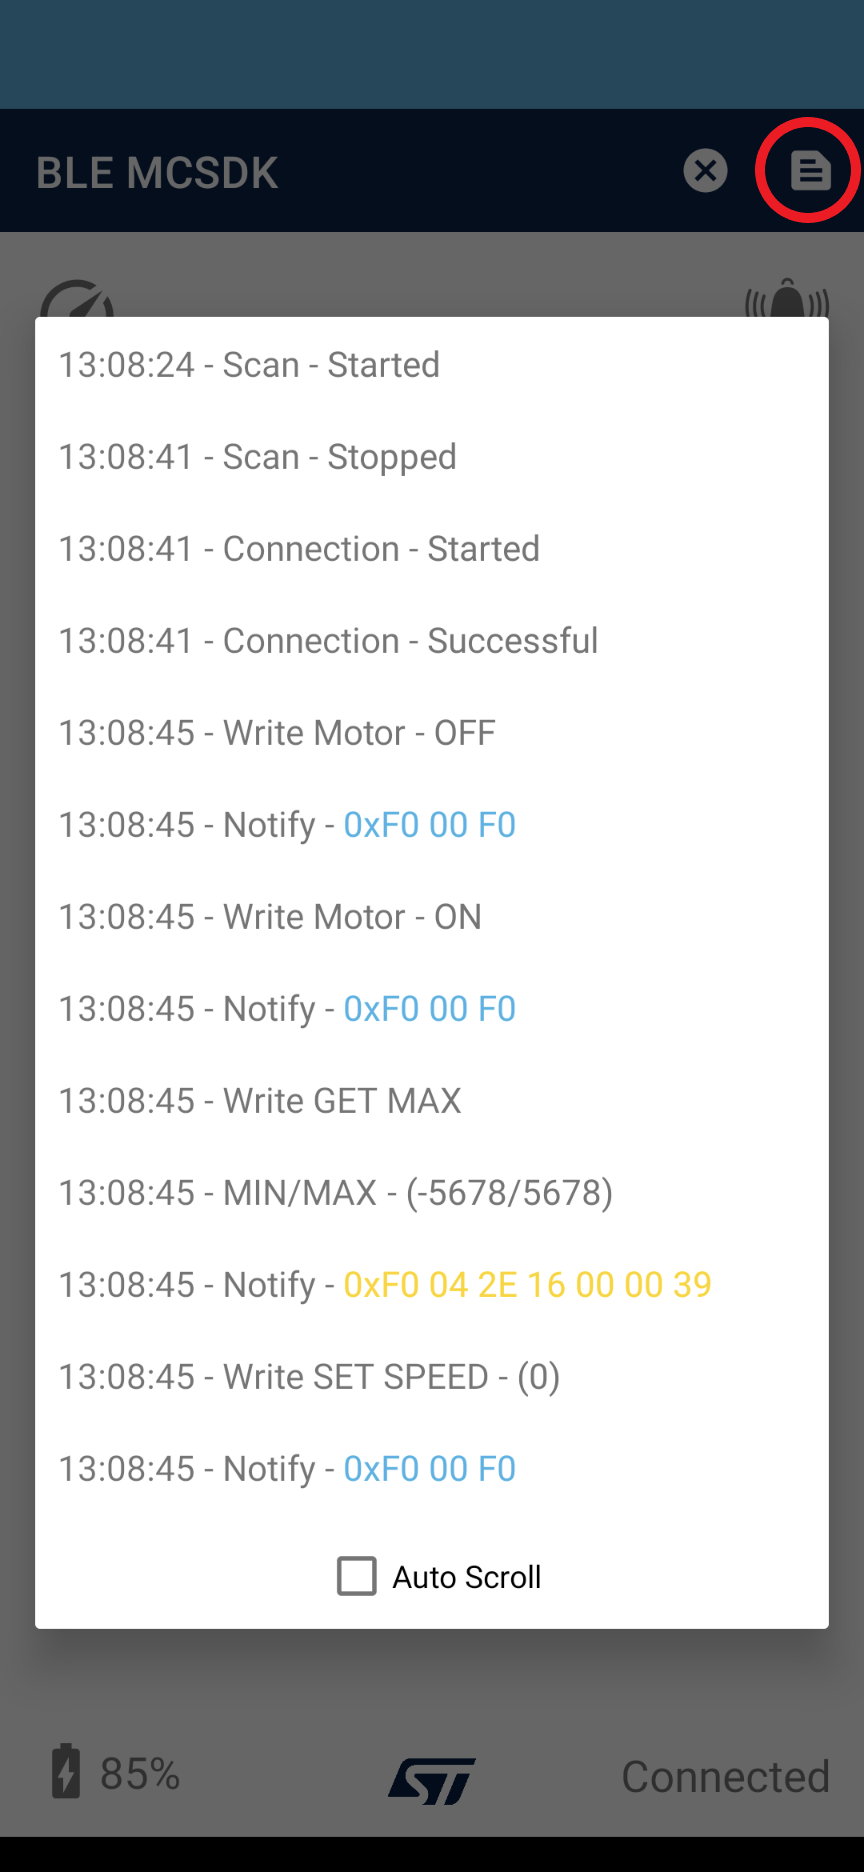 BLE MCSDK
13:08:24 - Scan - Started
13:08:41 - Scan - Stopped
13:08:41 - Connection - Started
13:08:41 - Connection - Successful
13:08:45 - Write Motor - OFF
13:08:45 - Notify - 0xF0 00 F0
13:08:45 - Write Motor - ON
13:08:45 - Notify - 0xF0 00 F0
13:08:45 - Write GET MAX
13:08:45 - MIN/MAX - (-5678/5678)
13:08:45 - Notify - 0xF0 04 2E 16 00 00 39
13:08:45 - Write SET SPEED - (0)
13:08:45 - Notify - 0xF0 00 F0
Auto Scroll
85% ST Connected